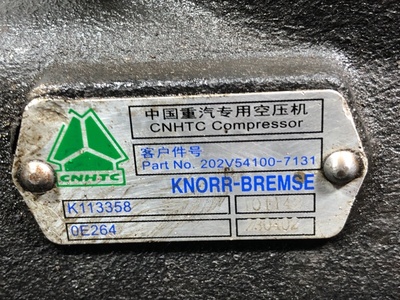 中国重汽专用空压机
CNHTC Compressor
客户件号
Part No. 202V54100-7131
CNHTC
KNORR-BREMSE
K113358
0E264